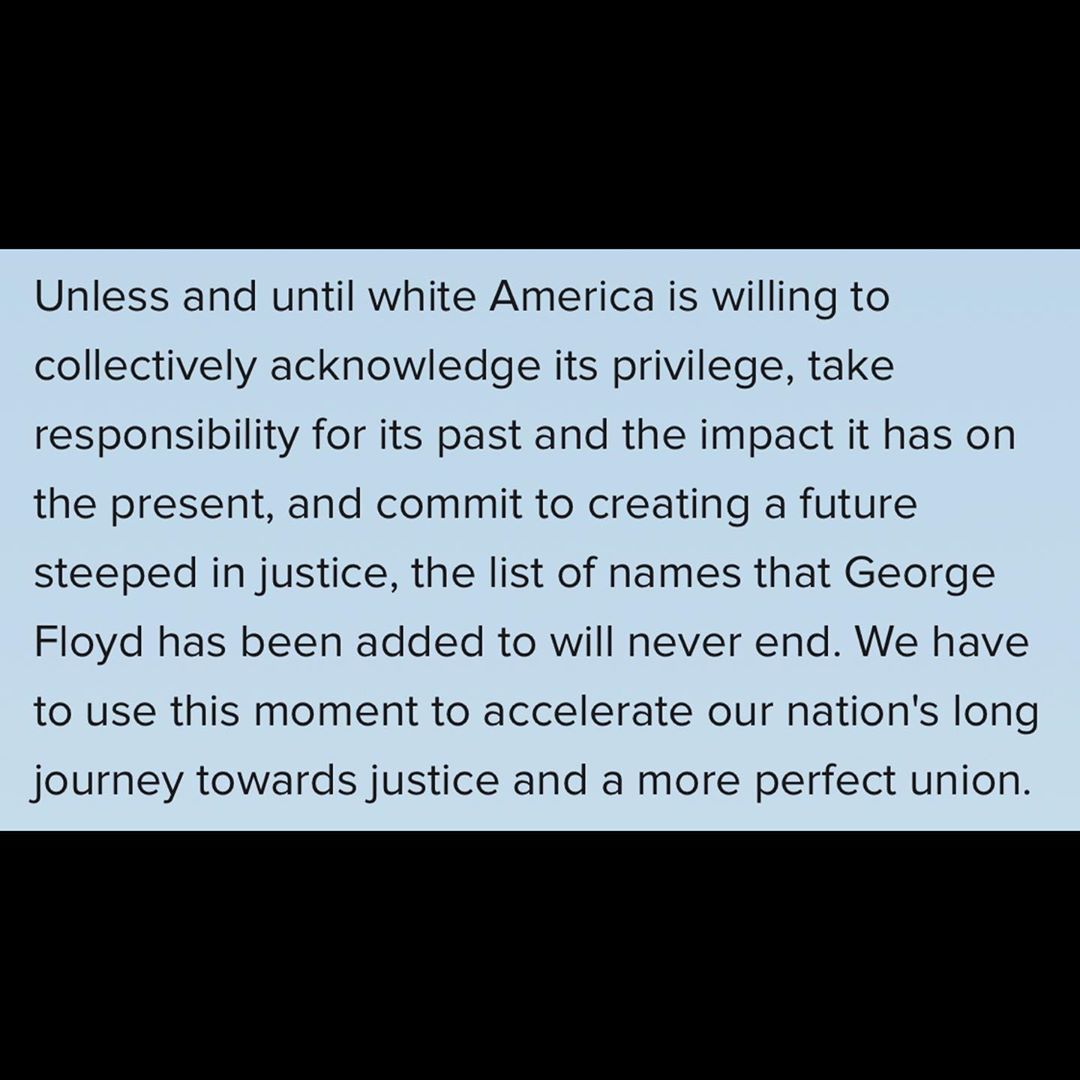 Unless and until white America is willing to
collectively acknowledge its privilege, take
responsibility for its past and the impact it has on
the present, and commit to creating a future
steeped in justice, the list of names that George
Floyd has been added to will never end. We have
to use this moment to accelerate our nation's long
journey towards justice and a more perfect union.